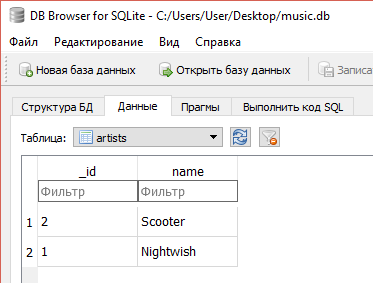 DB Browser for SQLite - C:/Users/User/Desktop/music.db
Файл Редактирование Вид Справка
Новая база данных Открыть базу данных
Структура БД Данные Прагмы Выполнить код SQL
Таблица: artists
_id name
Фильтр Фильтр
1 2 Scooter
2 1 Nightwish